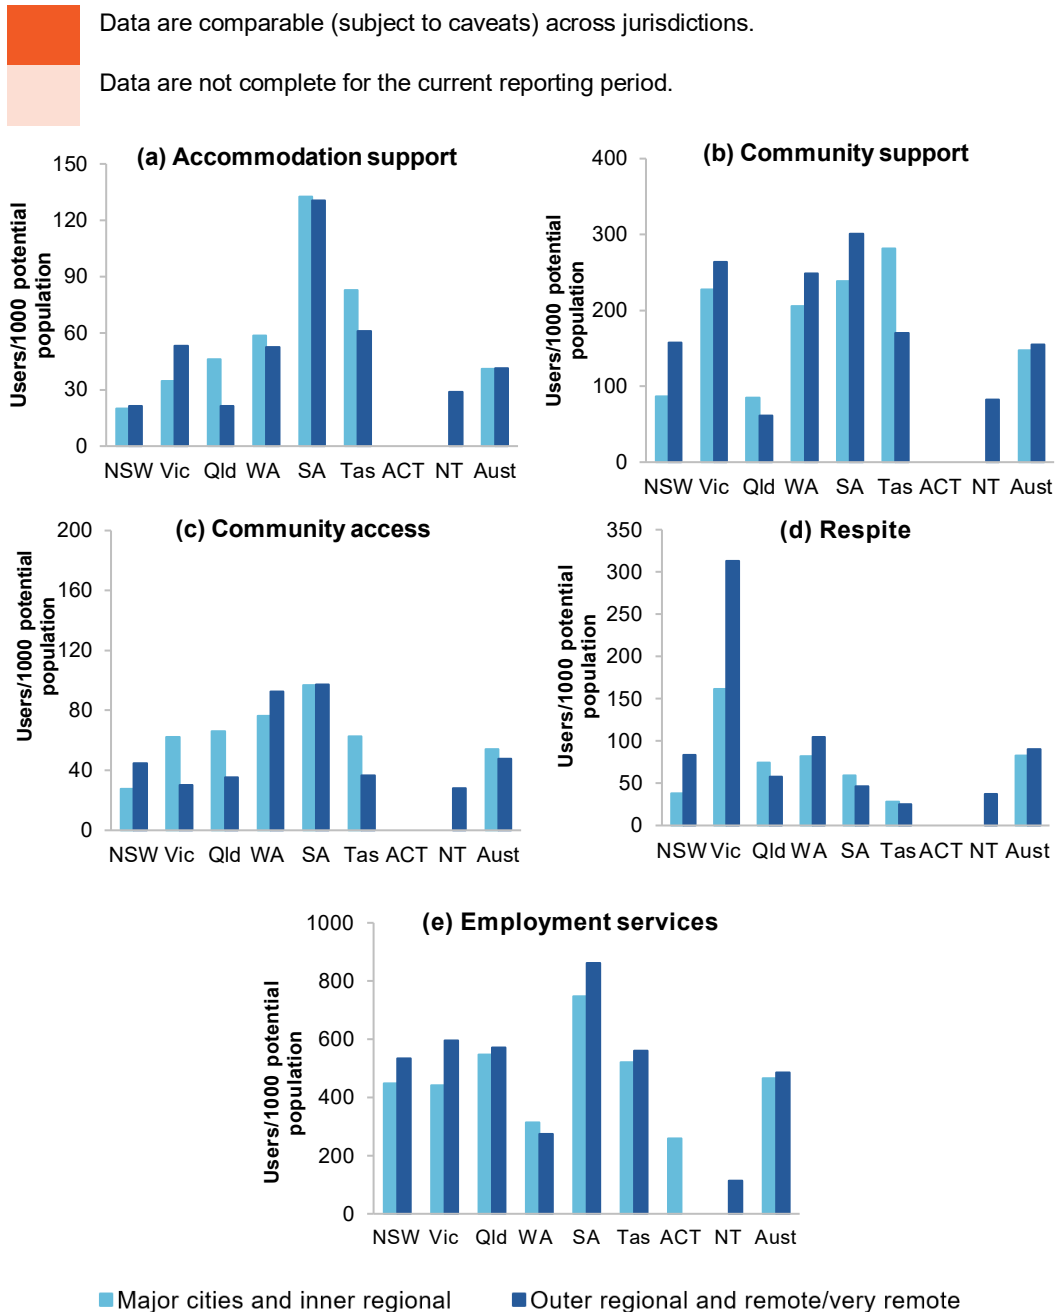 Data are comparable (subject to caveats) across jurisdictions.
Data are not complete for the current reporting period.
(a) Accommodation support
Users/1000 potential
population
150
120
90
60
30
0
NSW Vic Qld WA SA Tas ACT NT Aust
(b) Community support
Users/1000 potential
population
400
300
200
100
0
NSW Vic Qld WA SA Tas ACT NT Aust
(c) Community access
Users/1000 potential
population
200
160
120
80
40
0
NSW Vic Qld WA SA Tas ACT NT Aust
(d) Respite
Users/1000 potential
population
350
300
250
200
150
100
50
0
NSW Vic Qld WA SA Tas ACT NT Aust
(e) Employment services
Users/1000 potential
population
1000
800
600
400
200
0
NSW Vic Qld WA SA Tas ACT NT Aust
Major cities and inner regional
Outer regional and remote/very remote